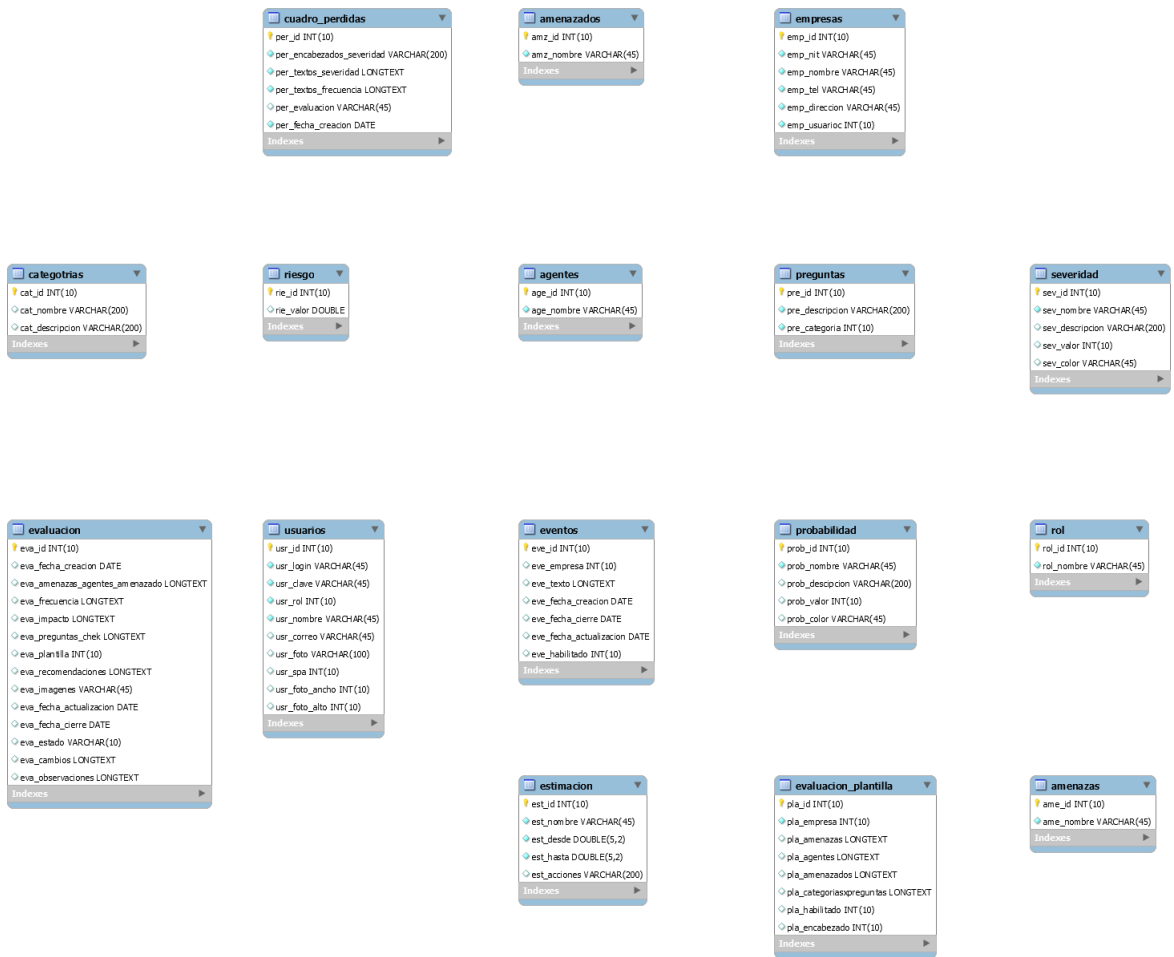 cuadro_perdidas
per_id INT(10)
per_encabezados_severidad VARCHAR(200)
per_textos_severidad LONGTEXT
per_textos_frecuencia LONGTEXT
per_evaluacion VARCHAR(45)
per_fecha_creacion DATE
Indexes
amenazados
amz_id INT(10)
amz_nombre VARCHAR(45)
Indexes
empresas
emp_id INT(10)
emp_nit VARCHAR(45)
emp_nombre VARCHAR(45)
emp_tel VARCHAR(45)
emp_direccion VARCHAR(45)
emp_usuarioc INT(10)
Indexes
categotrias
cat_id INT(10)
cat_nombre VARCHAR(200)
cat_descripcion VARCHAR(200)
Indexes
riesgo
rie_id INT(10)
rie_valor DOUBLE
Indexes
agentes
age_id INT(10)
age_nombre VARCHAR(45)
Indexes
preguntas
pre_id INT(10)
pre_descripcion VARCHAR(200)
pre_categoria INT(10)
Indexes
severidad
sev_id INT(10)
sev_nombre VARCHAR(45)
sev_descripcion VARCHAR(200)
sev_valor INT(10)
sev_color VARCHAR(45)
Indexes
evaluacion
eva_id INT(10)
eva_fecha_creacion DATE
eva_amenazas_agentes_amenazado LONGTEXT
eva_frecuencia LONGTEXT
eva_impacto LONGTEXT
eva_preguntas_chek LONGTEXT
eva_plantilla INT(10)
eva_recomendaciones LONGTEXT
eva_imagenes VARCHAR(45)
eva_fecha_actualizacion DATE
eva_fecha_cierre DATE
eva_estado VARCHAR(10)
eva_cambios LONGTEXT
eva_observaciones LONGTEXT
Indexes
usuarios
usr_id INT(10)
usr_login VARCHAR(45)
usr_clave VARCHAR(45)
usr_rol INT(10)
usr_nombre VARCHAR(45)
usr_correo VARCHAR(45)
usr_foto VARCHAR(100)
usr_spa INT(10)
usr_foto_ancho INT(10)
usr_foto_alto INT(10)
Indexes
eventos
eve_id INT(10)
eve_empresa INT(10)
eve_texto LONGTEXT
eve_fecha_creacion DATE
eve_fecha_cierre DATE
eve_fecha_actualizacion DATE
eve_habilitado INT(10)
Indexes
probabilidad
prob_id INT(10)
prob_nombre VARCHAR(45)
prob_descipcion VARCHAR(200)
prob_valor INT(10)
prob_color VARCHAR(45)
Indexes
rol
rol_id INT(10)
rol_nombre VARCHAR(45)
Indexes
estimacion
est_id INT(10)
est_nombre VARCHAR(45)
est_desde DOUBLE(5,2)
est_hasta DOUBLE(5,2)
est_acciones VARCHAR(200)
Indexes
evaluacion_plantilla
pla_id INT(10)
pla_empresa INT(10)
pla_amenazas LONGTEXT
pla_agentes LONGTEXT
pla_amenazados LONGTEXT
pla_categoriasxpreguntas LONGTEXT
pla_habilitado INT(10)
pla_encabezado INT(10)
Indexes
amenazas
ame_id INT(10)
ame_nombre VARCHAR(45)
Indexes